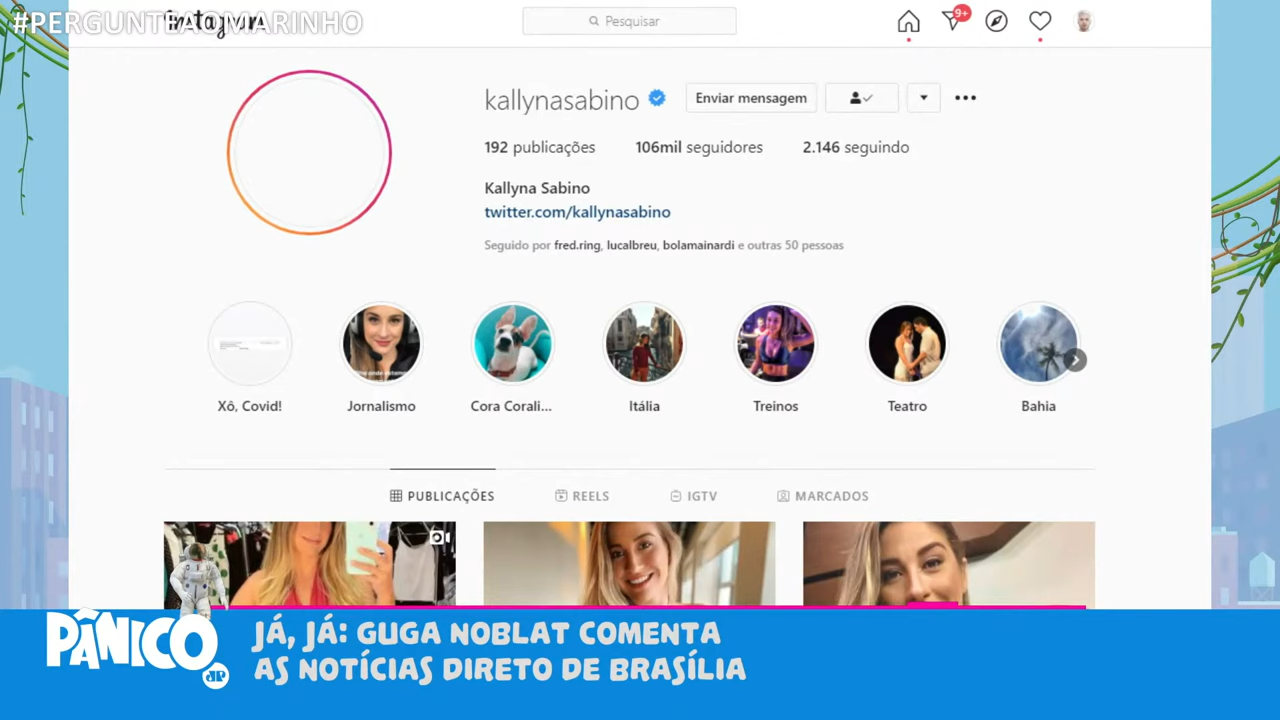 #PERGUNTEAOMARINHO
Instagram
Pesquisar
9+
kallynasabino
Enviar mensagem
192 publicações 106mil seguidores 2.146 seguindo
Kallyna Sabino
twitter.com/kallynasabino
Seguido por fred.ring, lucalbreu, bolamainardi e outras 50 pessoas
Xô, Covid! Jornalismo Cora Corali... Itália Treinos Teatro Bahia
PUBLICAÇÕES REELS IGTV MARCADOS
PÂNICO
JP
JÁ, JÁ: GUGA NOBLAT COMENTA
AS NOTÍCIAS DIRETO DE BRASÍLIA